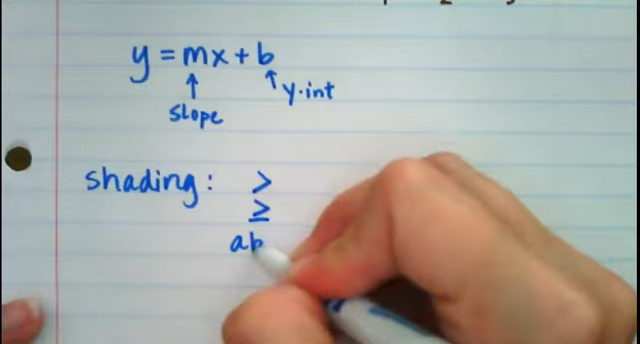 y = mx + b
↑ ↑ y-int
slope
shading: >
≥
ab